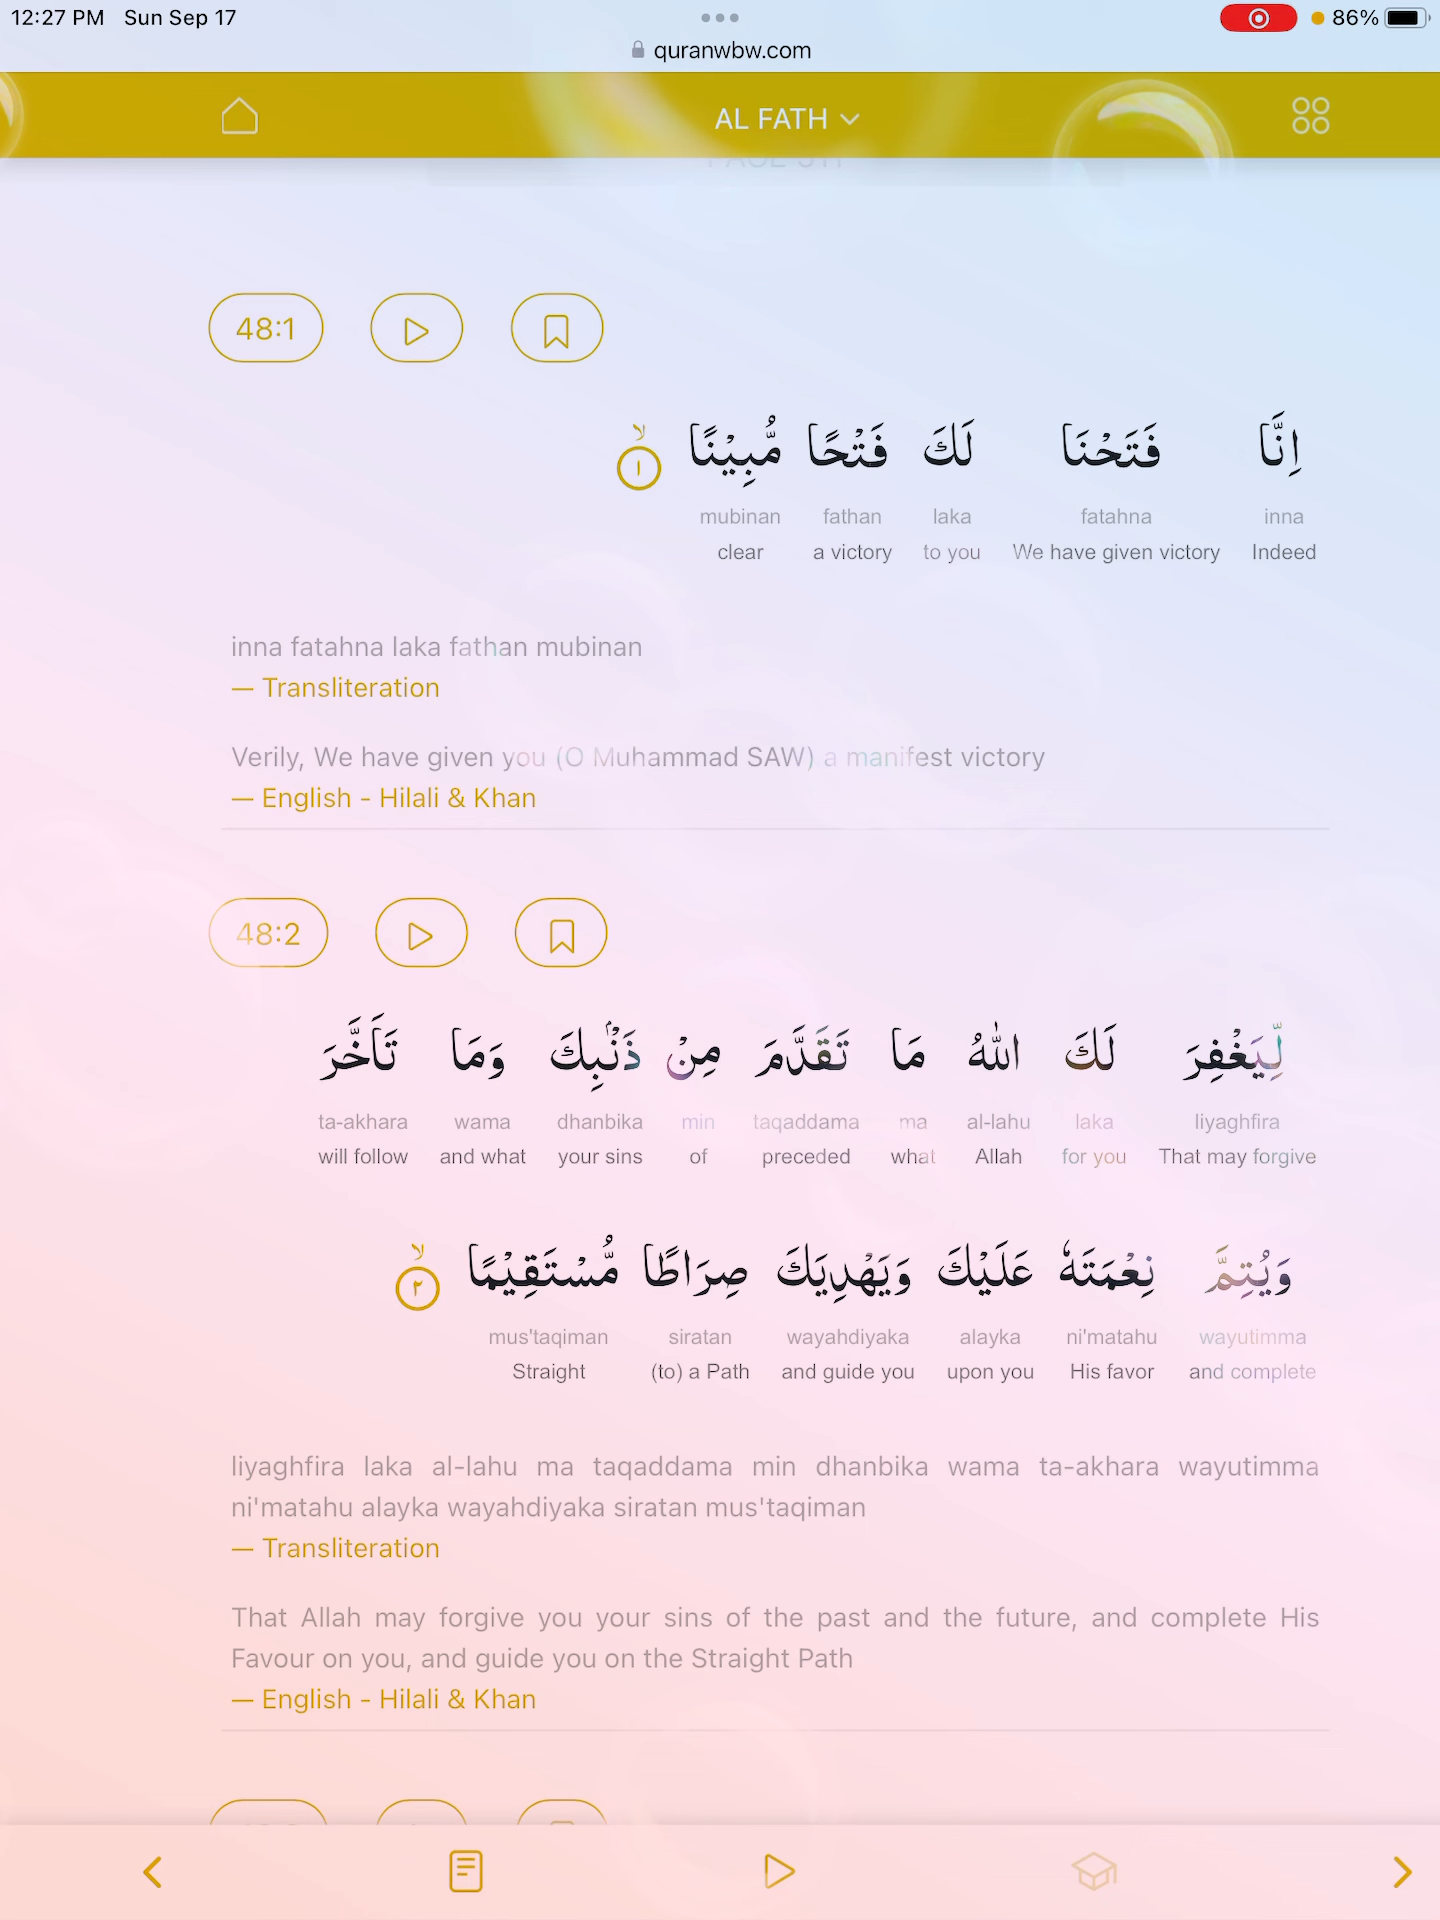 12:27 PM Sun Sep 17
86%
quranwbw.com
AL FATH
48:1
اِنَّا فَتَحْنَا لَكَ فَتْحًا مُّبِيْنًا ۙ ١
mubinan fathan laka fatahna inna
clear a victory to you We have given victory Indeed
inna fatahna laka fathan mubinan
— Transliteration
Verily, We have given you (O Muhammad SAW) a manifest victory
— English - Hilali & Khan
48:2
لِّيَغْفِرَ لَكَ اللّٰهُ مَا تَقَدَّمَ مِنْ ذَنْۢبِكَ وَمَا تَاَخَّرَ
ta-akhara wama dhanbika min taqaddama ma al-lahu laka liyaghfira
will follow and what your sins of preceded what Allah for you That may forgive
وَيُتِمَّ نِعْمَتَهٗ عَلَيْكَ وَيَهْدِيَكَ صِرَاطًا مُّسْتَقِيْمًا ۙ ٢
mus'taqiman siratan wayahdiyaka alayka ni'matahu wayutimma
Straight (to) a Path and guide you upon you His favor and complete
liyaghfira laka al-lahu ma taqaddama min dhanbika wama ta-akhara wayutimma
ni'matahu alayka wayahdiyaka siratan mus'taqiman
— Transliteration
That Allah may forgive you your sins of the past and the future, and complete His
Favour on you, and guide you on the Straight Path
— English - Hilali & Khan